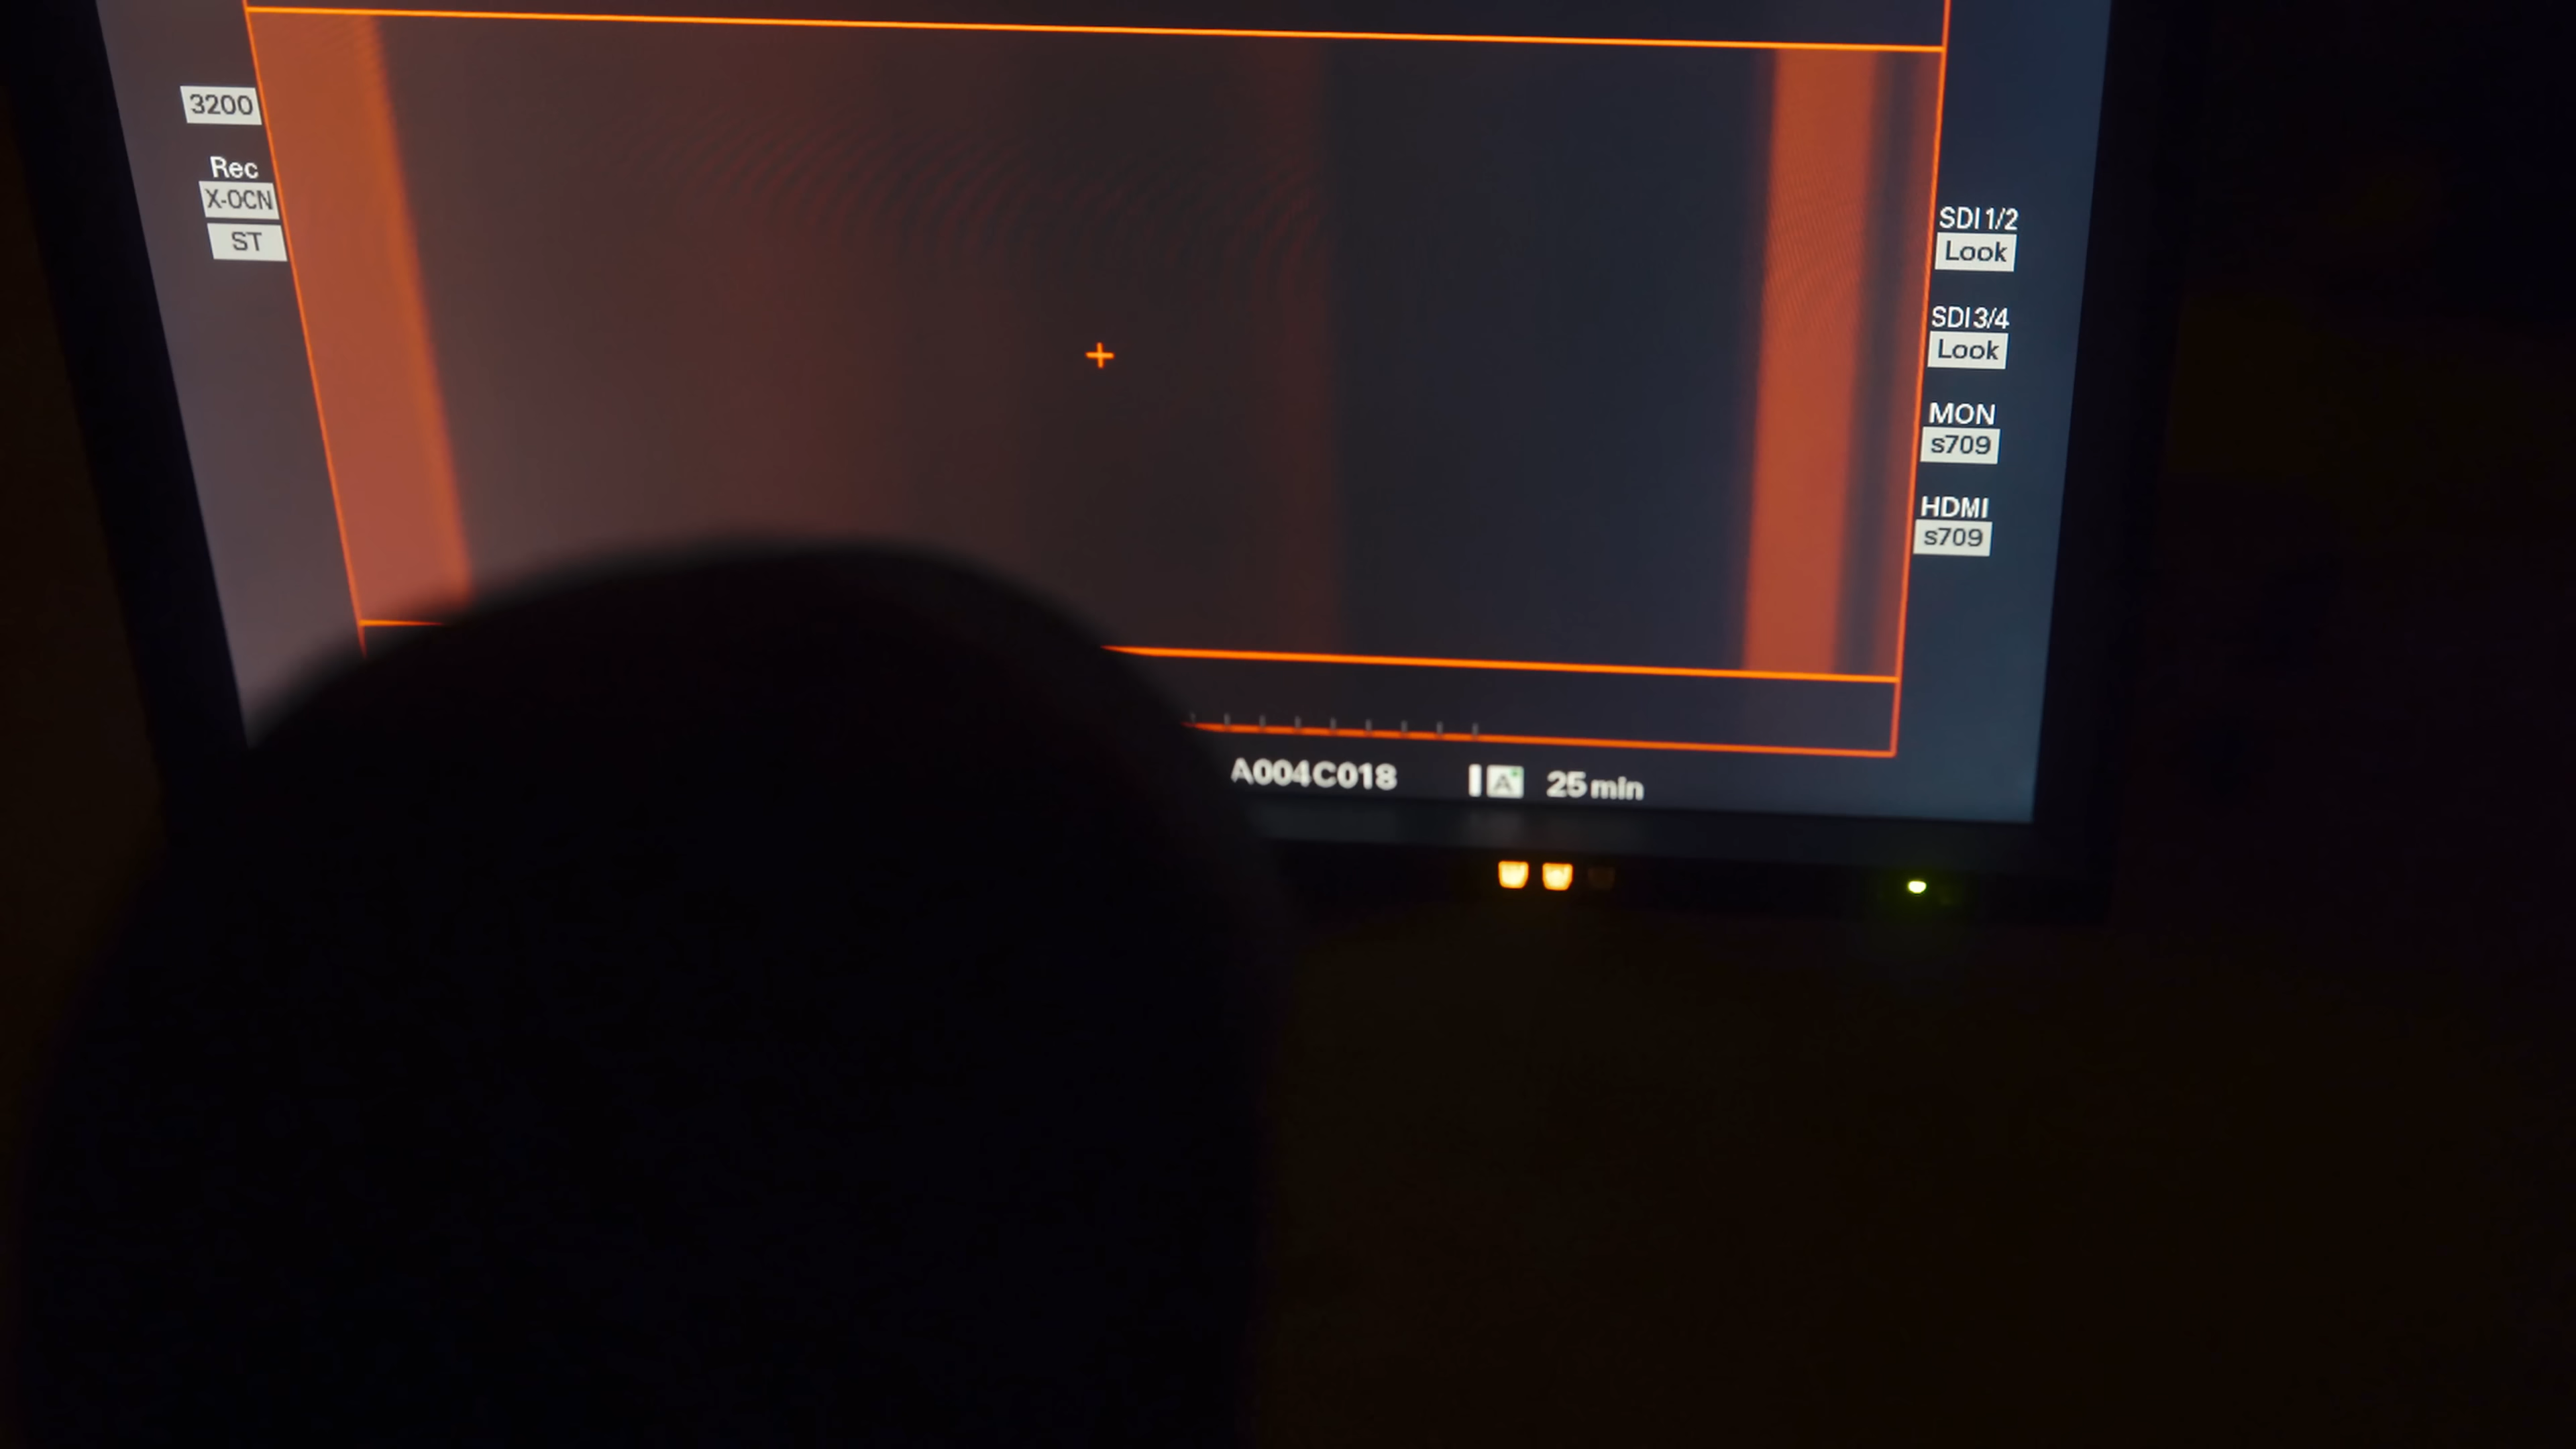 3200
Rec
X-OCN
ST
SDI 1/2
Look
SDI 3/4
Look
MON
s709
HDMI
s709
A004C018
A
25 min